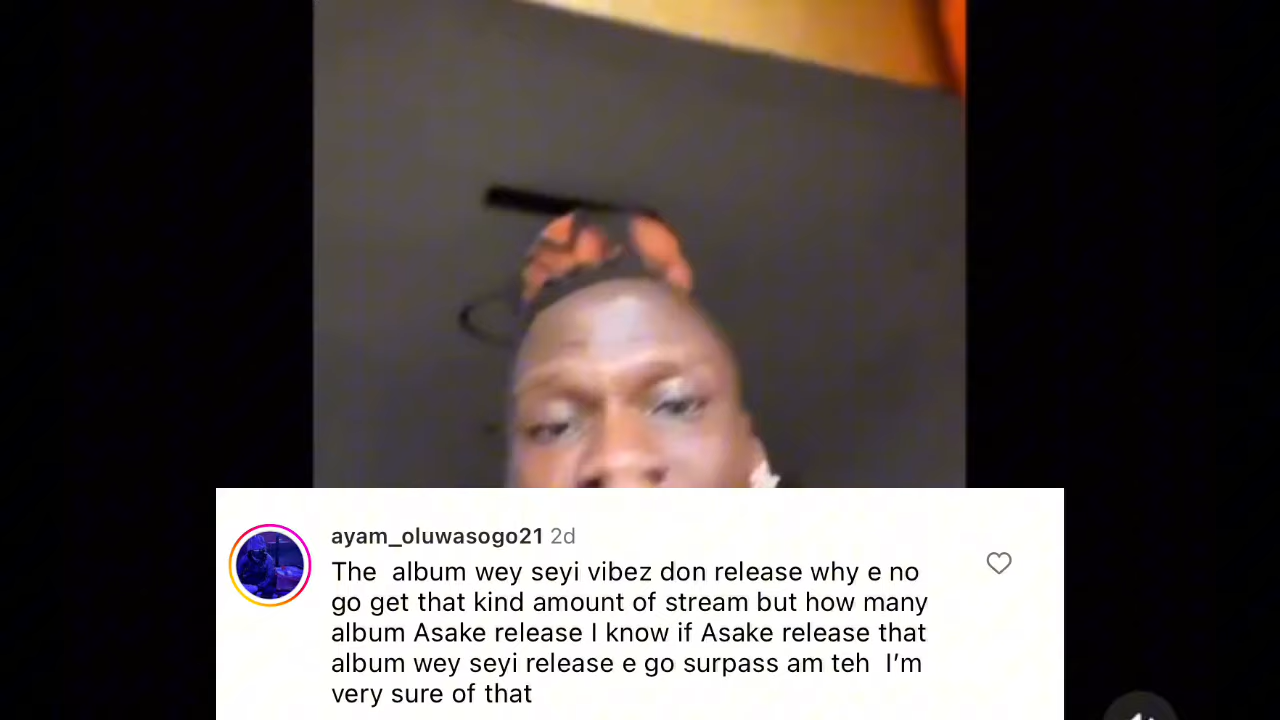 ayam_oluwasogo21 2d
The album wey seyi vibez don release why e no
go get that kind amount of stream but how many
album Asake release I know if Asake release that
album wey seyi release e go surpass am teh I’m
very sure of that